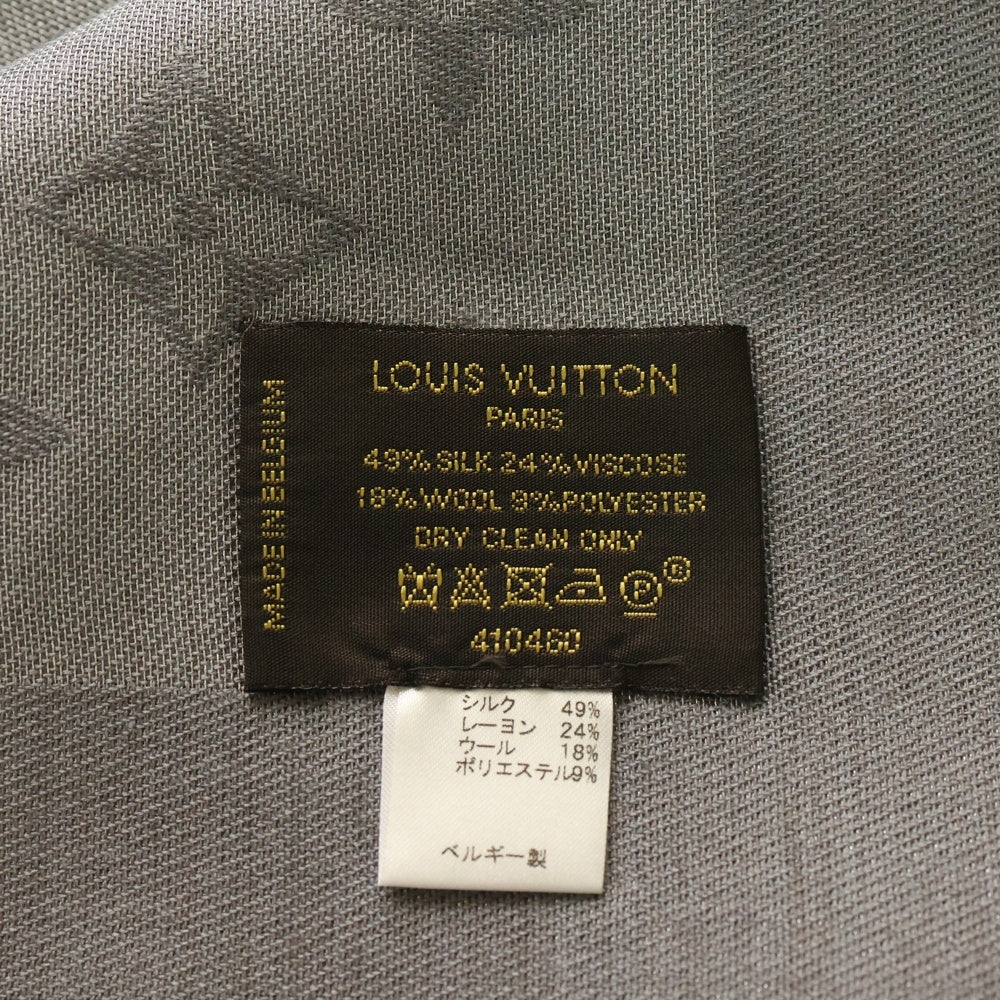 LOUIS VUITTON
PARIS
49% SILK 24% VISCOSE
18% WOOL 9% POLYESTER
DRY CLEAN ONLY
P
410460
MADE IN BELGIUM
シルク 49%
レーヨン 24%
ウール 18%
ポリエステル9%
ベルギー製